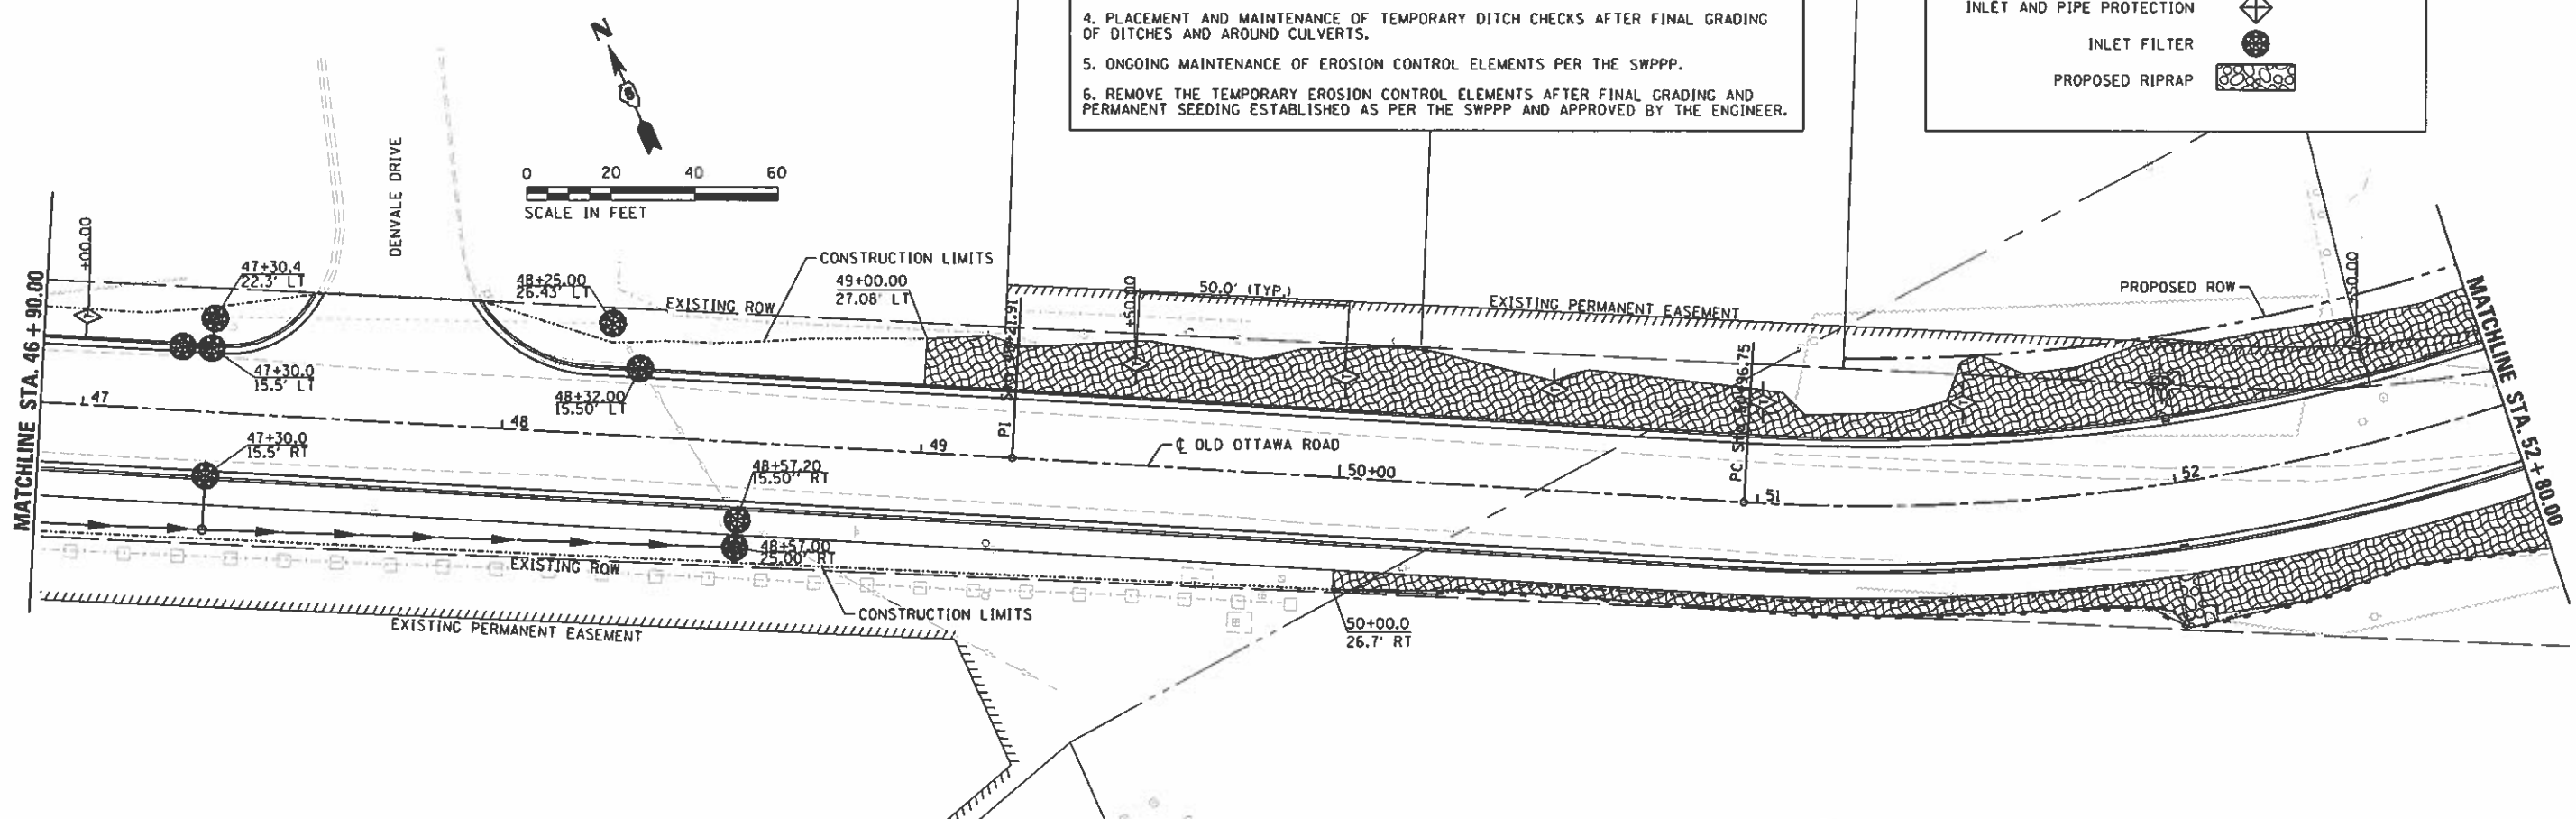 4. PLACEMENT AND MAINTENANCE OF TEMPORARY DITCH CHECKS AFTER FINAL GRADING
OF DITCHES AND AROUND CULVERTS.
5. ONGOING MAINTENANCE OF EROSION CONTROL ELEMENTS PER THE SWPPP.
6. REMOVE THE TEMPORARY EROSION CONTROL ELEMENTS AFTER FINAL GRADING AND
PERMANENT SEEDING ESTABLISHED AS PER THE SWPPP AND APPROVED BY THE ENGINEER.
INLET AND PIPE PROTECTION
INLET FILTER
PROPOSED RIPRAP
N
0 20 40 60
SCALE IN FEET
DENVALE DRIVE
MATCHLINE STA. 46 + 90.00
+00.00
47+30.4
22.3' LT
47+30.0
15.5' LT
48+25.00
26.43' LT
48+32.00
15.50' LT
EXISTING ROW
CONSTRUCTION LIMITS
49+00.00
27.08' LT
+50.00
50.0' (TYP.)
EXISTING PERMANENT EASEMENT
PROPOSED ROW
+50.00
MATCHLINE STA. 52 + 80.00
47
48
49
50+00
51
52
PI Sta
PC Sta
℄ OLD OTTAWA ROAD
47+30.0
15.5' RT
48+57.20
15.50' RT
48+57.00
25.00' RT
EXISTING ROW
CONSTRUCTION LIMITS
EXISTING PERMANENT EASEMENT
50+00.0
26.7' RT